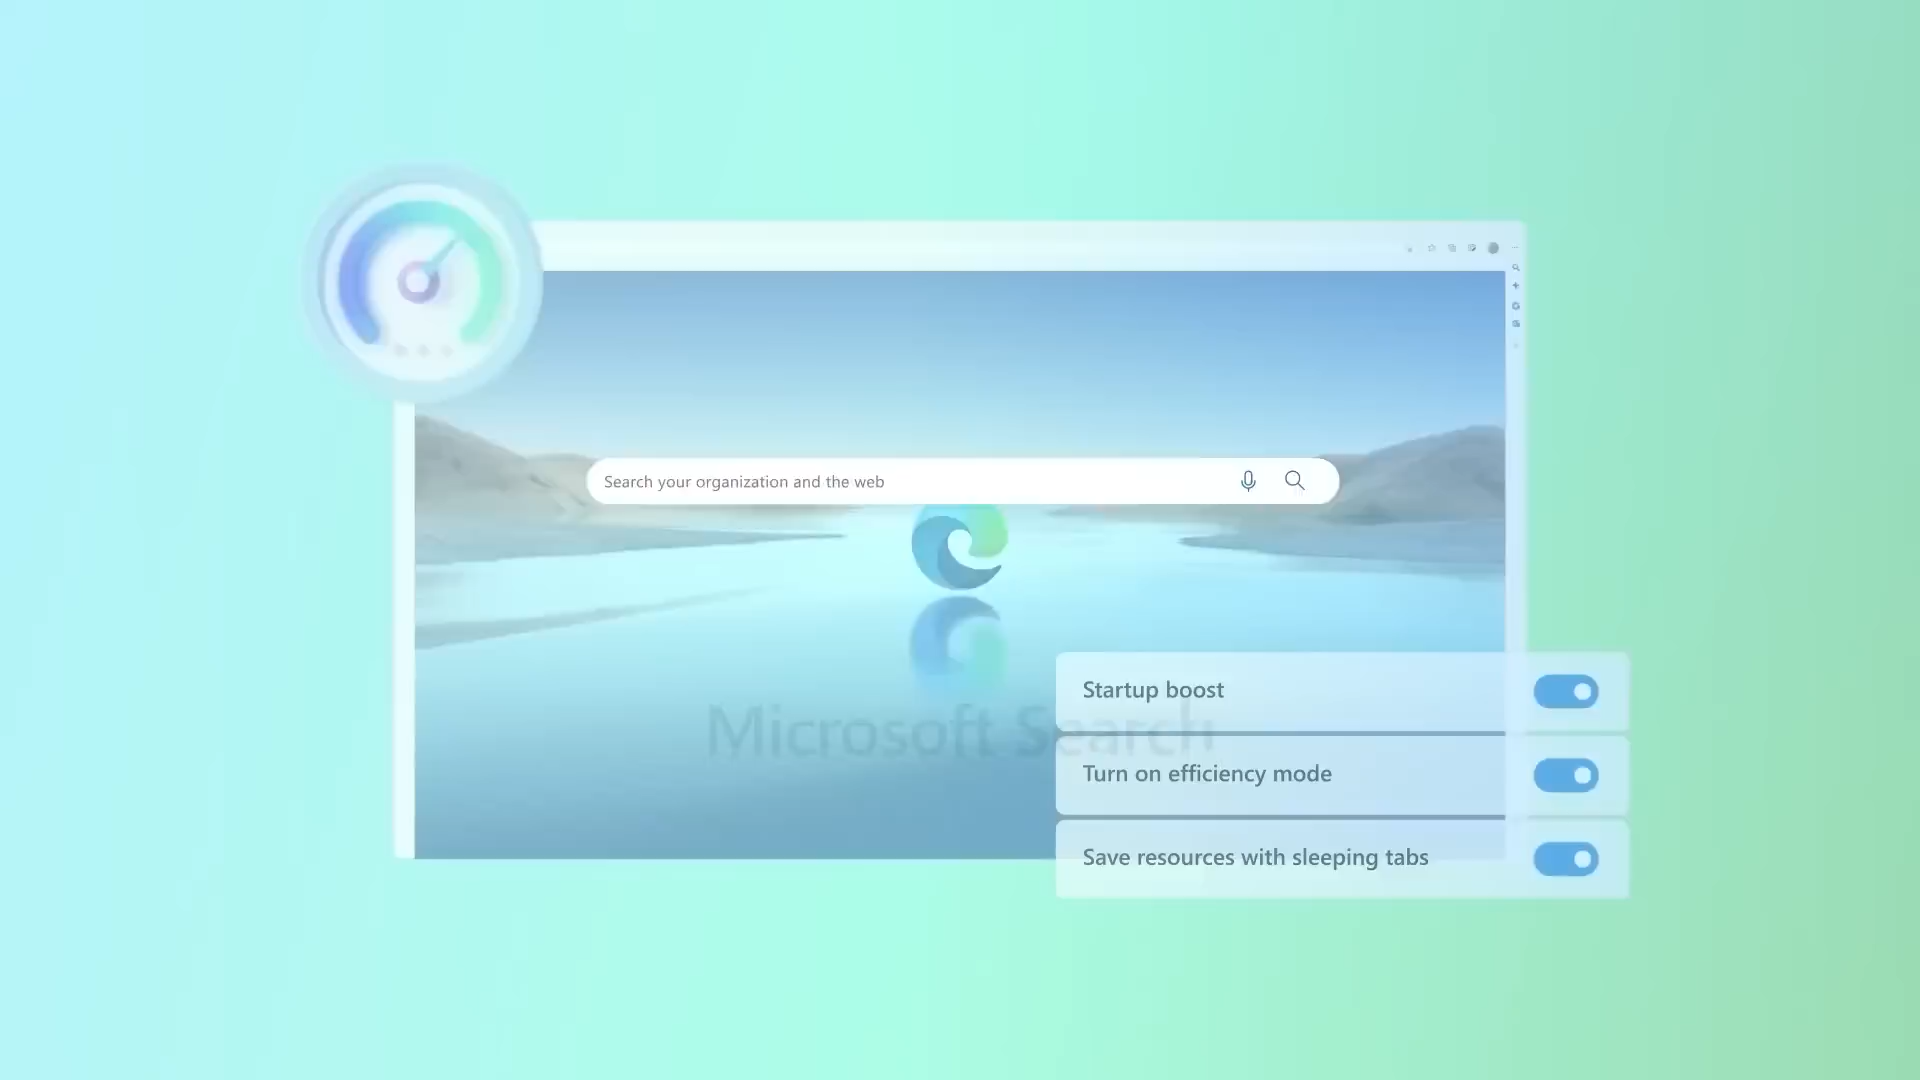 Search your organization and the web
Microsoft Search
Startup boost
Turn on efficiency mode
Save resources with sleeping tabs